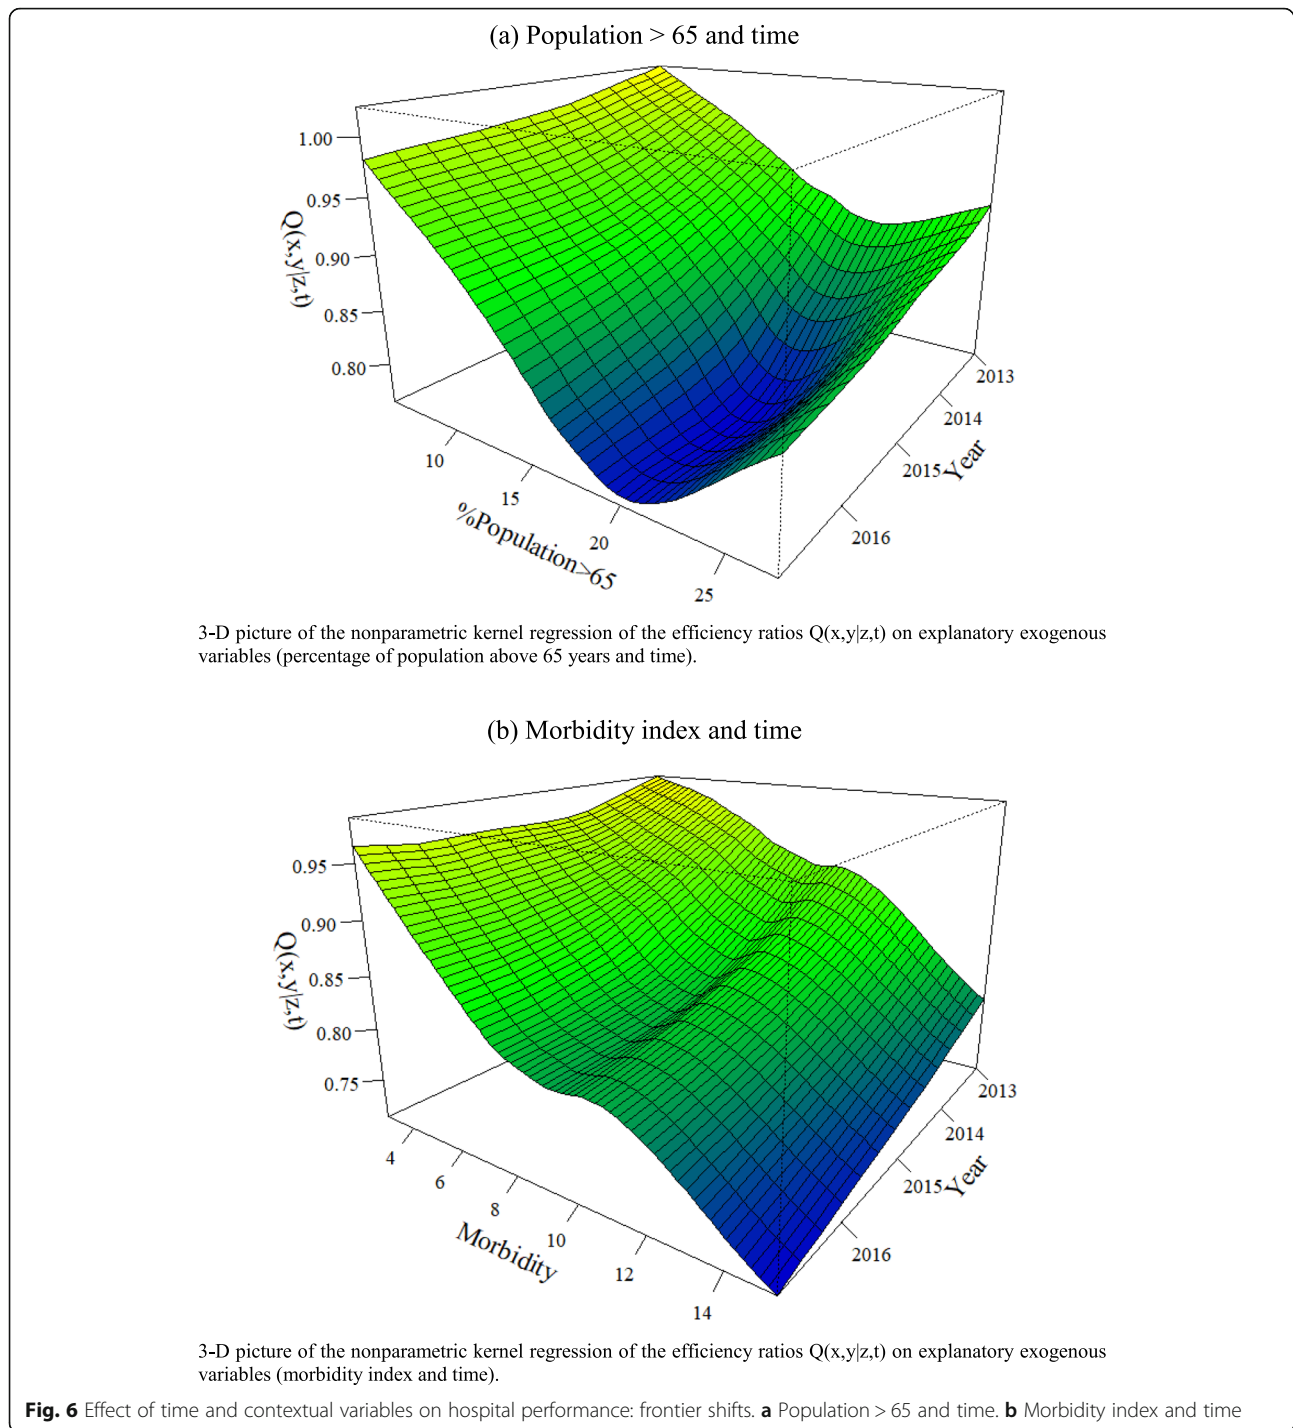 (a) Population > 65 and time
1.00
0.95
0.90
0.85
0.80
Q(x,y|z,t)
10
15
20
25
%Population>65
2013
2014
2015
2016
Year
3-D picture of the nonparametric kernel regression of the efficiency ratios Q(x,y|z,t) on explanatory exogenous
variables (percentage of population above 65 years and time).
(b) Morbidity index and time
0.95
0.90
0.85
0.80
0.75
Q(x,y|z,t)
4
6
8
10
12
14
Morbidity
2013
2014
2015
2016
Year
3-D picture of the nonparametric kernel regression of the efficiency ratios Q(x,y|z,t) on explanatory exogenous
variables (morbidity index and time).
Fig. 6 Effect of time and contextual variables on hospital performance: frontier shifts. a Population > 65 and time. b Morbidity index and time